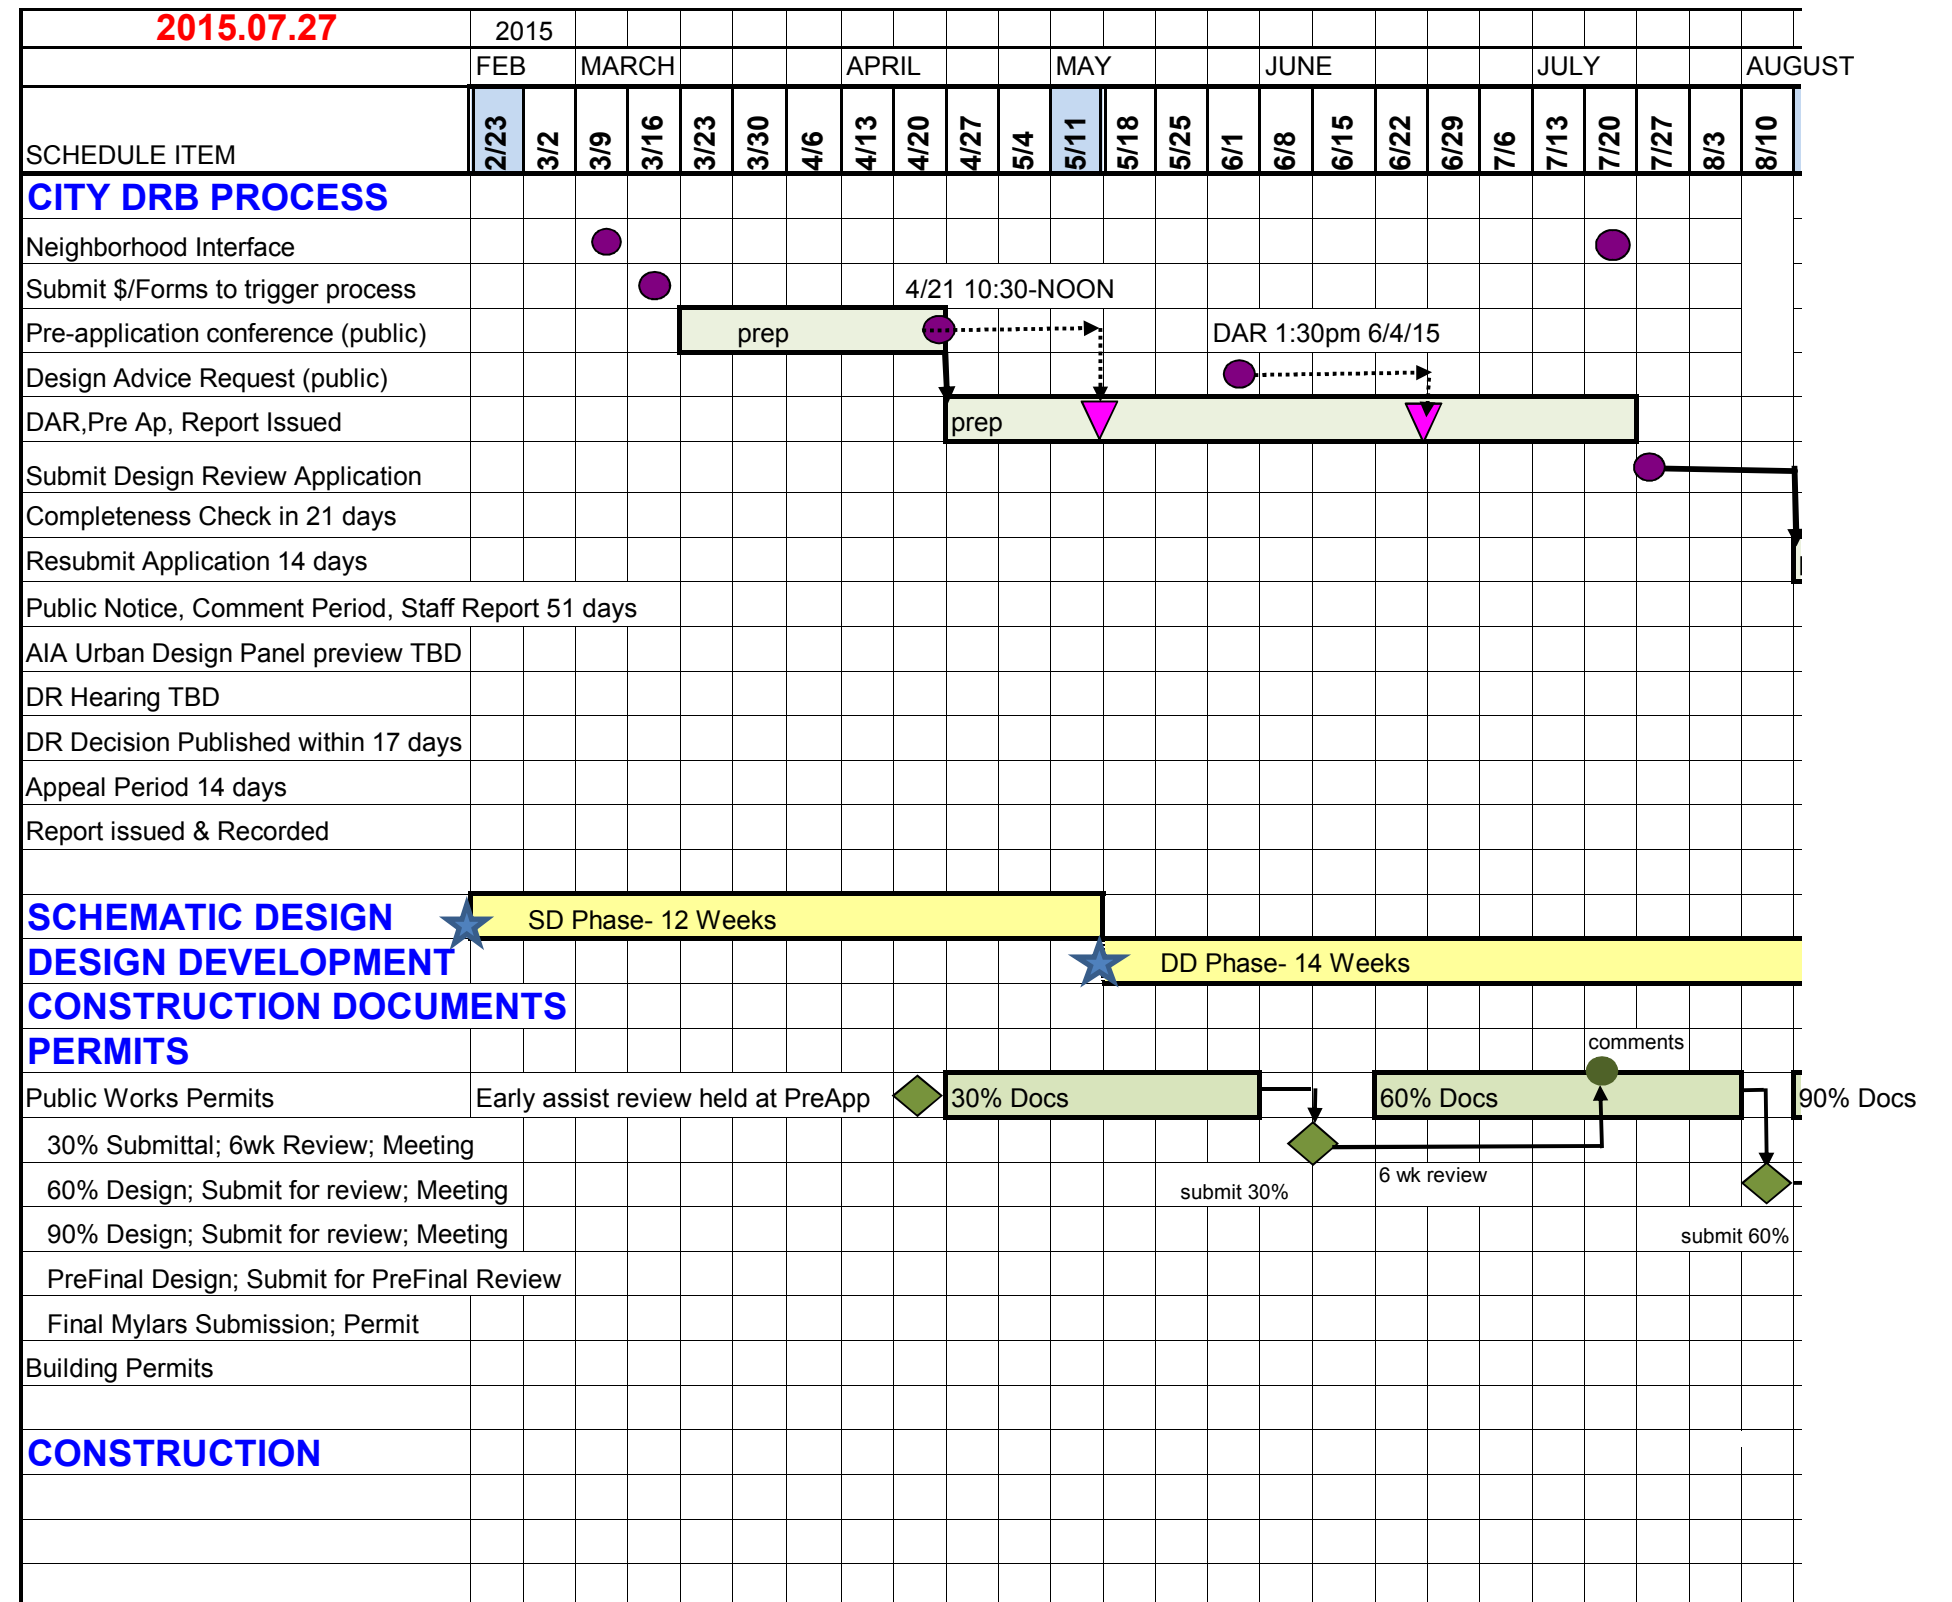 2015.07.27 2015
FEB MARCH APRIL MAY JUNE JULY AUGUST
SCHEDULE ITEM 2/23 3/2 3/9 3/16 3/23 3/30 4/6 4/13 4/20 4/27 5/4 5/11 5/18 5/25 6/1 6/8 6/15 6/22 6/29 7/6 7/13 7/20 7/27 8/3 8/10
CITY DRB PROCESS
Neighborhood Interface
Submit $/Forms to trigger process 4/21 10:30-NOON
Pre-application conference (public) prep DAR 1:30pm 6/4/15
Design Advice Request (public)
DAR,Pre Ap, Report Issued prep
Submit Design Review Application
Completeness Check in 21 days
Resubmit Application 14 days
Public Notice, Comment Period, Staff Report 51 days
AIA Urban Design Panel preview TBD
DR Hearing TBD
DR Decision Published within 17 days
Appeal Period 14 days
Report issued & Recorded
SCHEMATIC DESIGN SD Phase- 12 Weeks
DESIGN DEVELOPMENT DD Phase- 14 Weeks
CONSTRUCTION DOCUMENTS
PERMITS comments
Public Works Permits Early assist review held at PreApp 30% Docs 60% Docs 90% Docs
30% Submittal; 6wk Review; Meeting
60% Design; Submit for review; Meeting submit 30% 6 wk review
90% Design; Submit for review; Meeting submit 60%
PreFinal Design; Submit for PreFinal Review
Final Mylars Submission; Permit
Building Permits
CONSTRUCTION